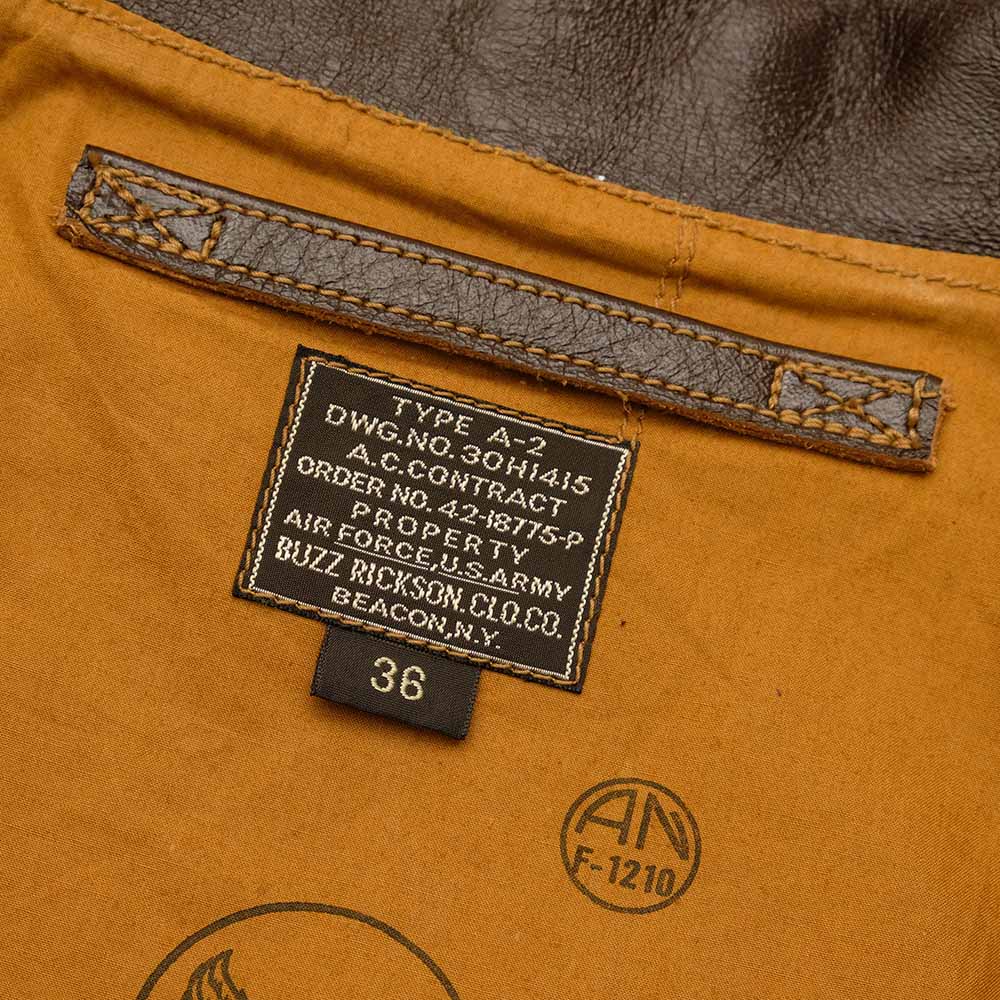 TYPE A-2
DWG.NO.30H1415
A.C.CONTRACT
ORDER NO. 42-18775-P
PROPERTY
AIR FORCE,U.S.ARMY
BUZZ RICKSON.CLO.CO.
BEACON,N.Y.
36
AN
F-1210